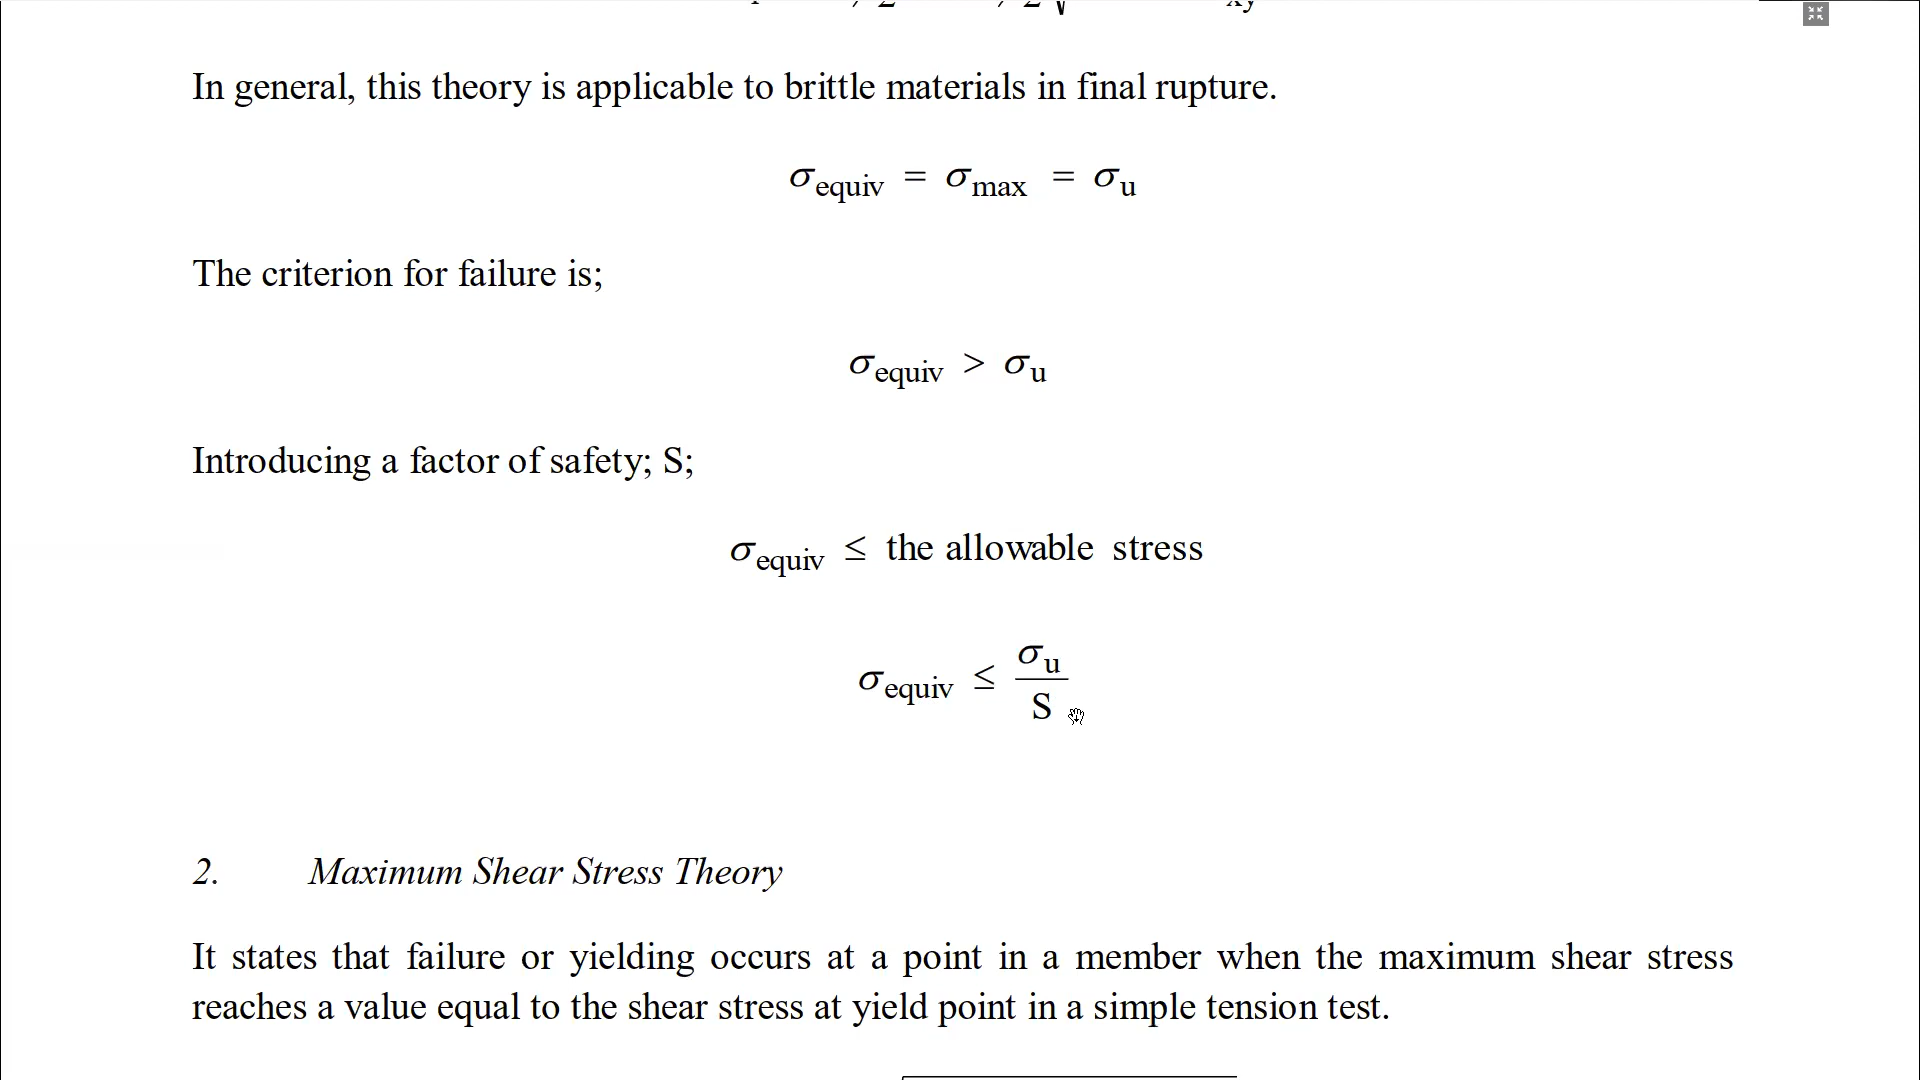 In general, this theory is applicable to brittle materials in final rupture.
σequiv = σmax = σu
The criterion for failure is;
σequiv > σu
Introducing a factor of safety; S;
σequiv ≤ the allowable stress
σequiv ≤ σu/S
2. Maximum Shear Stress Theory
It states that failure or yielding occurs at a point in a member when the maximum shear stress
reaches a value equal to the shear stress at yield point in a simple tension test.